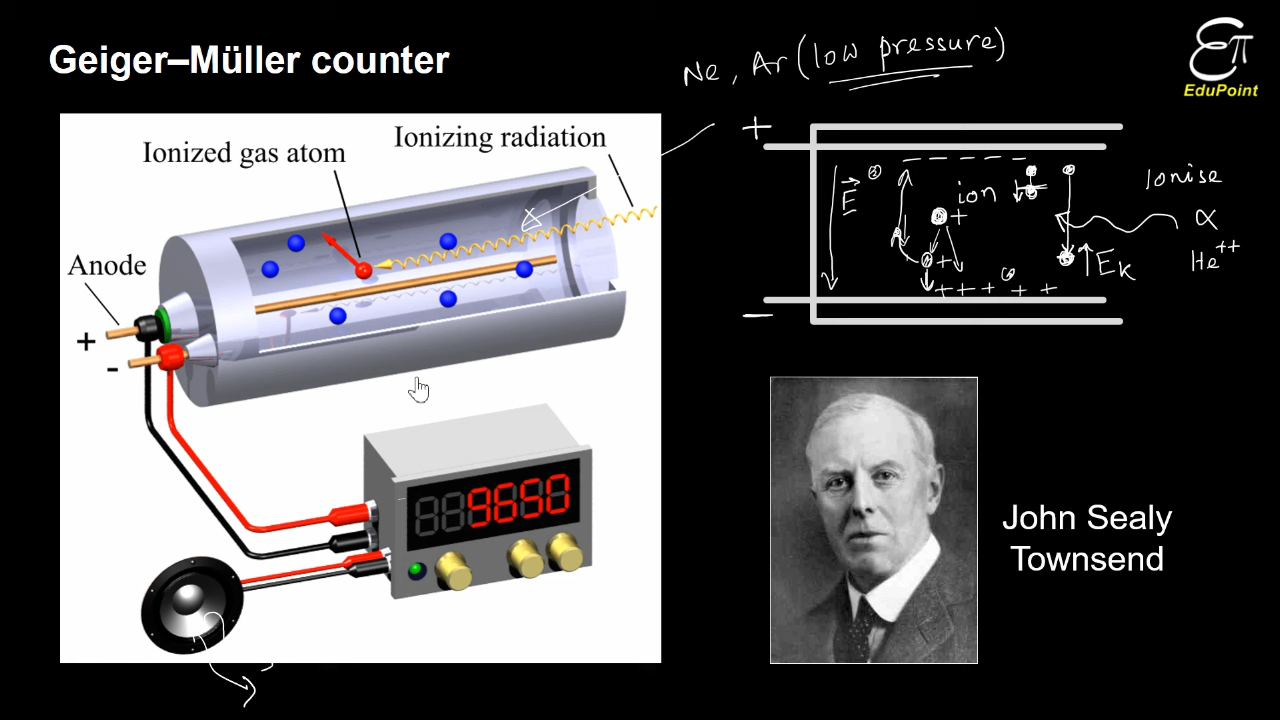 Geiger–Müller counter
Ne, Ar (low pressure)
επ
EduPoint
Ionized gas atom
Ionizing radiation
Anode
+
-
9650
+
E
ion
+
+
+ + + + +
Ionise
α
He++
Ek
–
John Sealy
Townsend